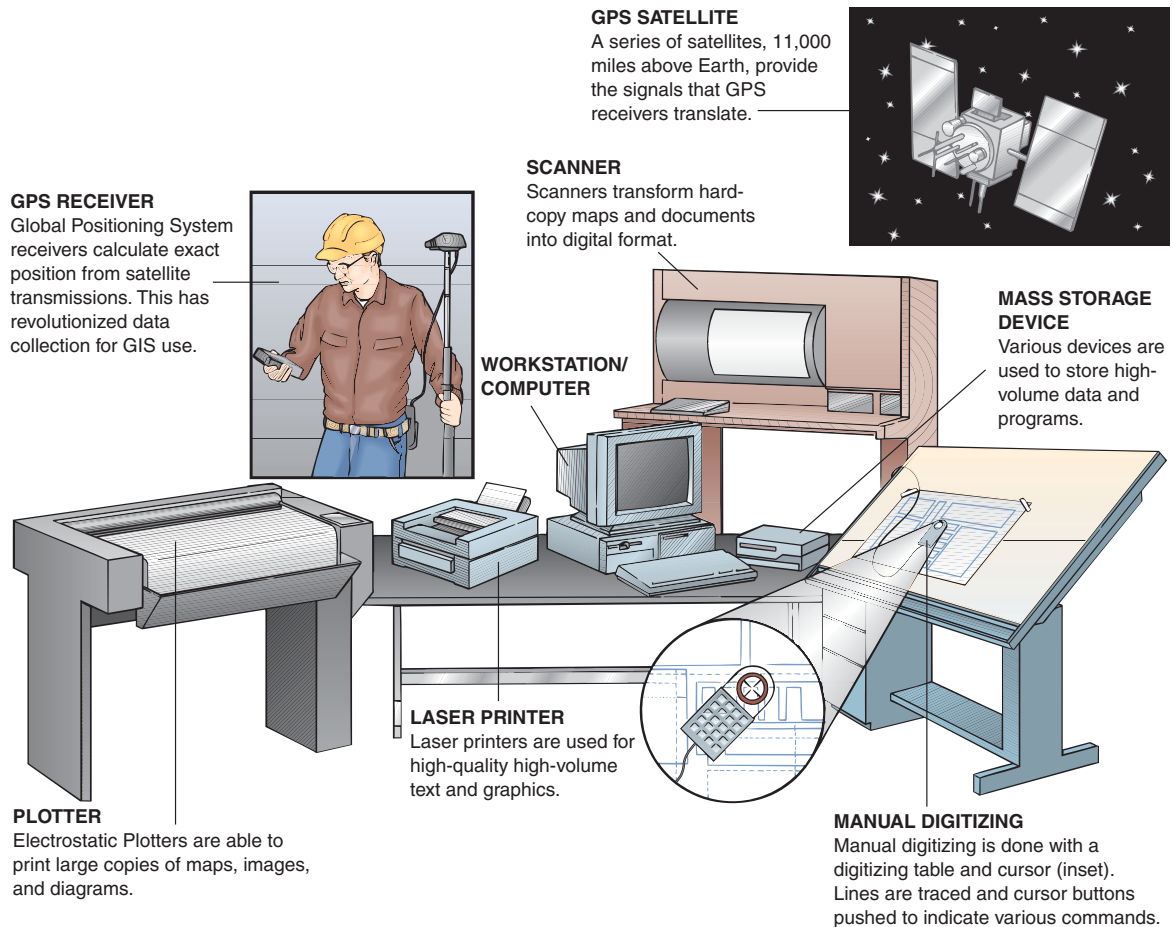 GPS SATELLITE
A series of satellites, 11,000
miles above Earth, provide
the signals that GPS
receivers translate.
SCANNER
Scanners transform hard-
copy maps and documents
into digital format.
GPS RECEIVER
Global Positioning System
receivers calculate exact
position from satellite
transmissions. This has
revolutionized data
collection for GIS use.
MASS STORAGE
DEVICE
Various devices are
used to store high-
volume data and
programs.
WORKSTATION/
COMPUTER
LASER PRINTER
Laser printers are used for
high-quality high-volume
text and graphics.
PLOTTER
Electrostatic Plotters are able to
print large copies of maps, images,
and diagrams.
MANUAL DIGITIZING
Manual digitizing is done with a
digitizing table and cursor (inset).
Lines are traced and cursor buttons
pushed to indicate various commands.